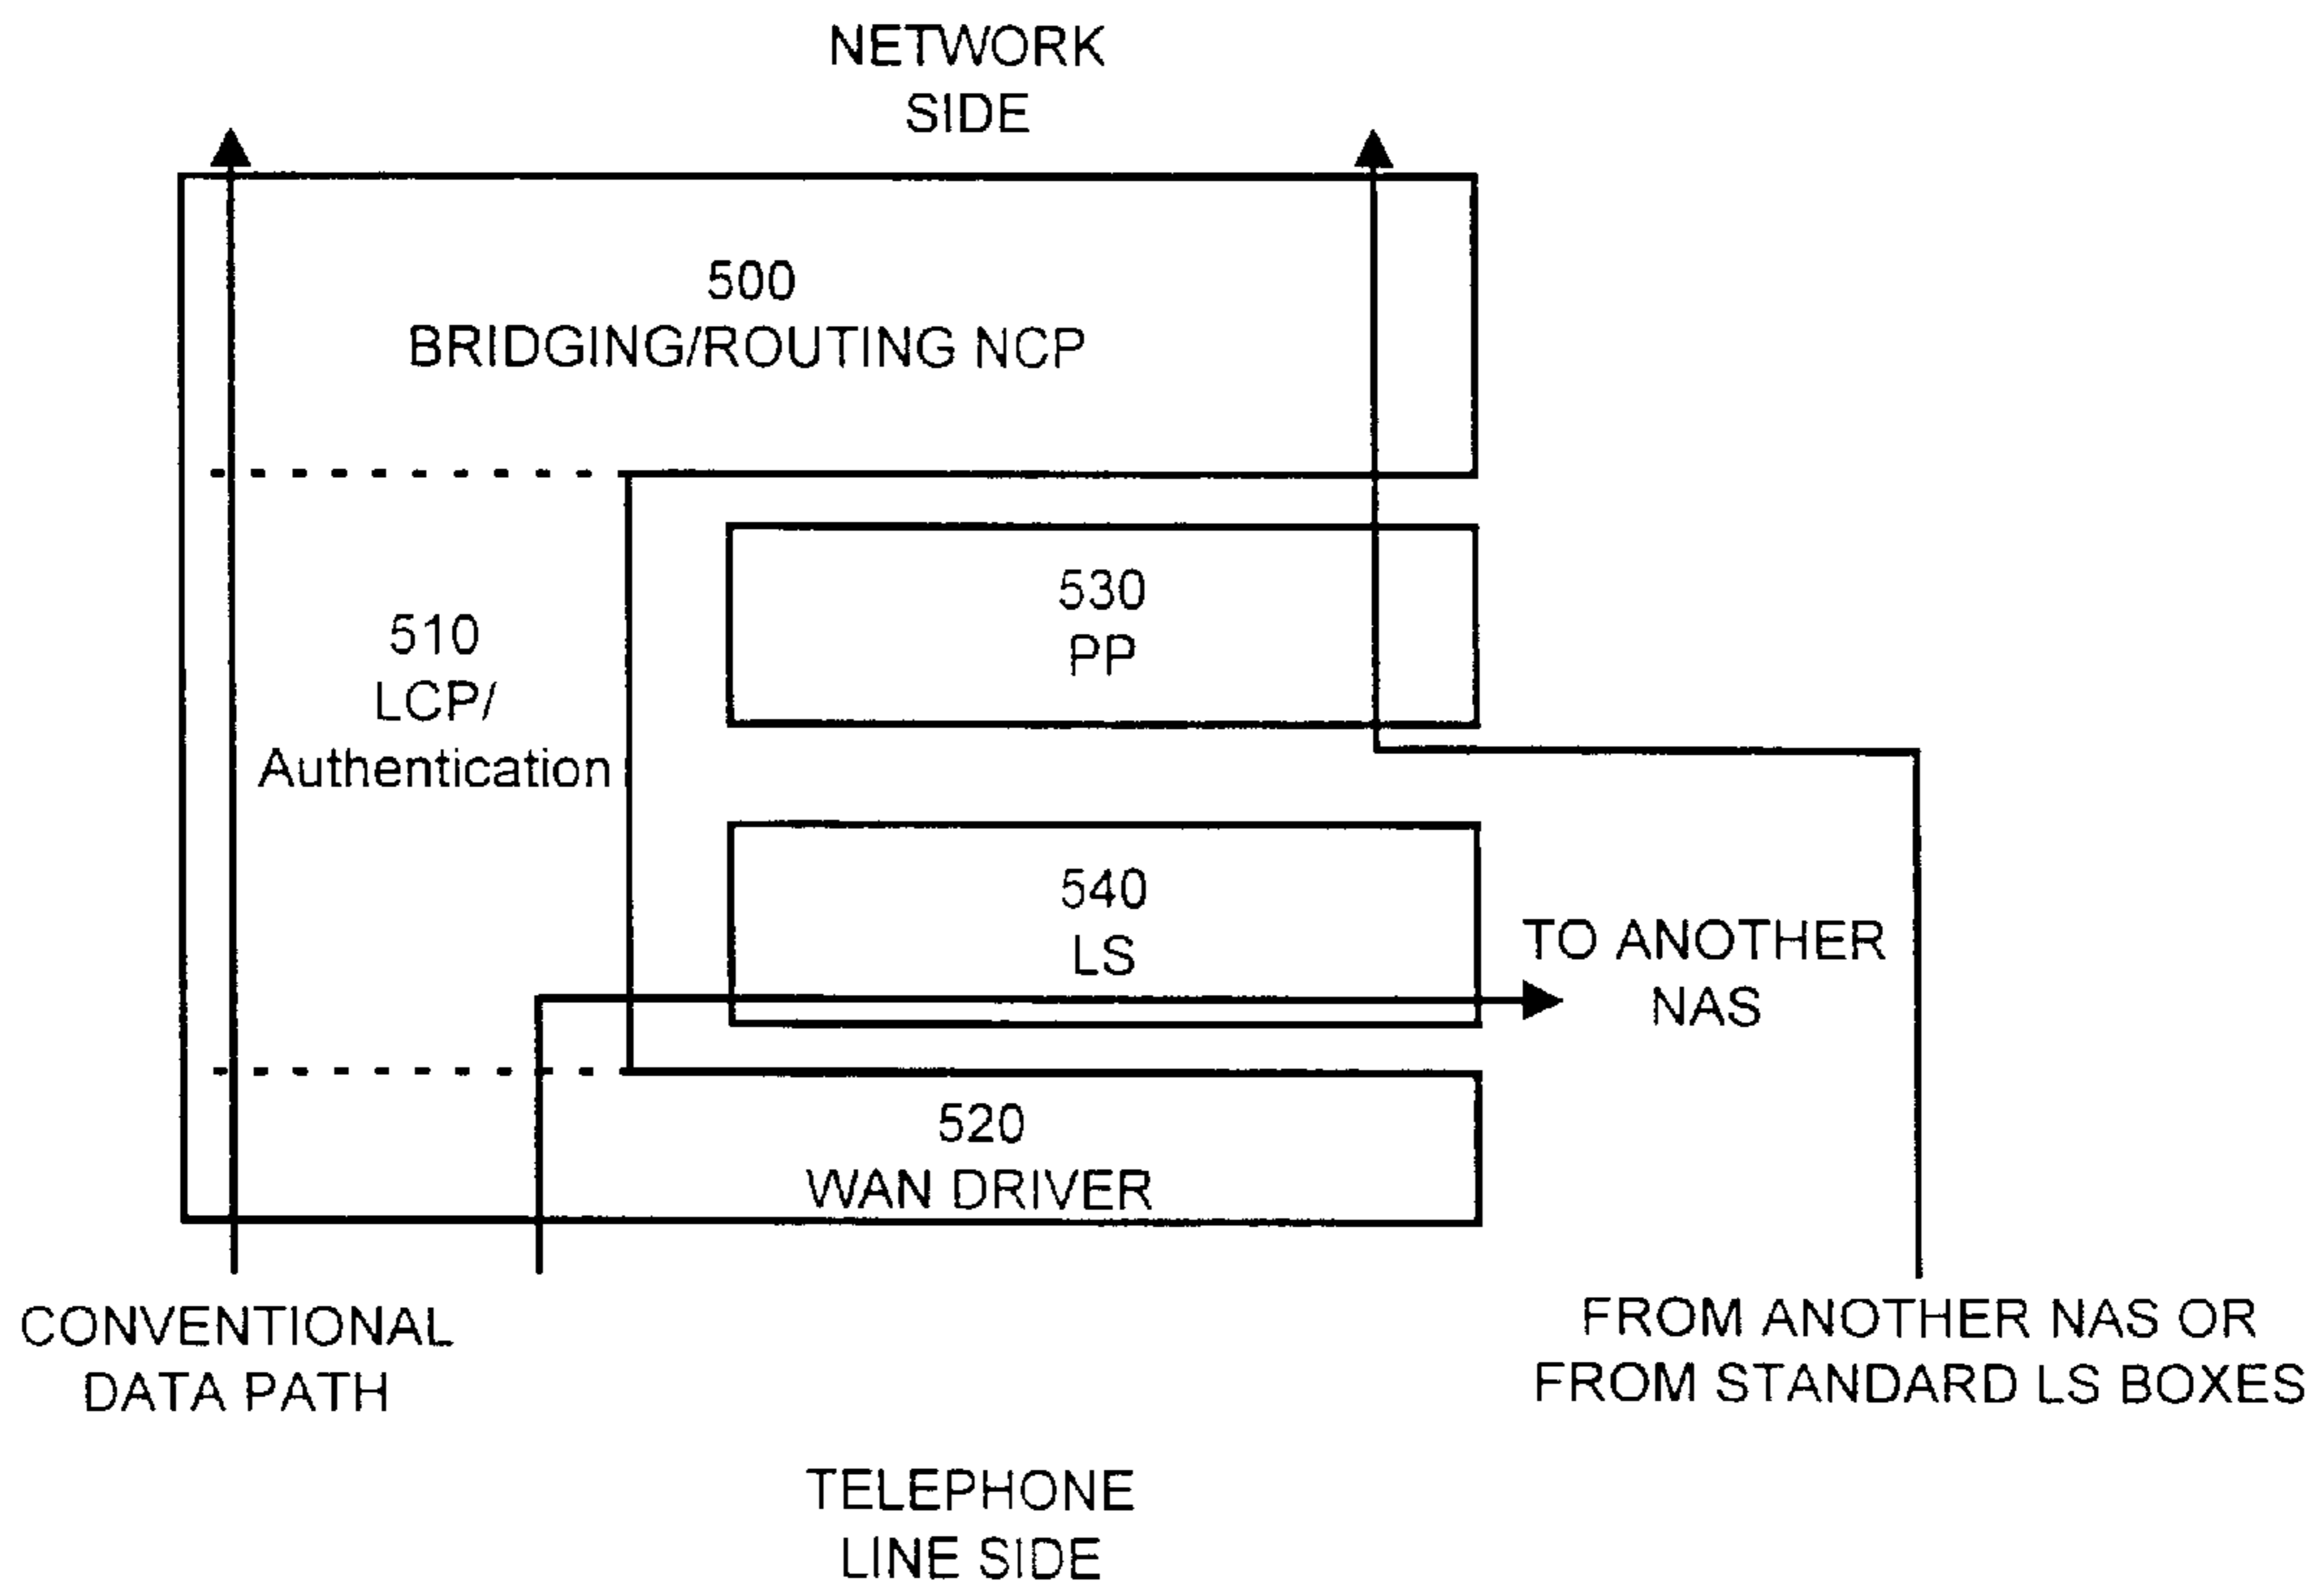 NETWORK
SIDE
500
BRIDGING/ROUTING NCP
530
PP
510
LCP/
Authentication
540
LS
TO ANOTHER
NAS
520
WAN DRIVER
CONVENTIONAL
DATA PATH
FROM ANOTHER NAS OR
FROM STANDARD LS BOXES
TELEPHONE
LINE SIDE